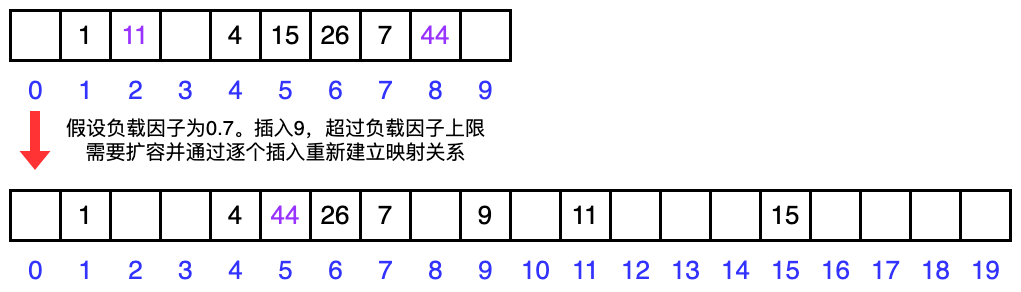 1 11 4 15 26 7 44
0 1 2 3 4 5 6 7 8 9
假设负载因子为0.7。插入9，超过负载因子上限
需要扩容并通过逐个插入重新建立映射关系
1 4 44 26 7 9 11 15
0 1 2 3 4 5 6 7 8 9 10 11 12 13 14 15 16 17 18 19